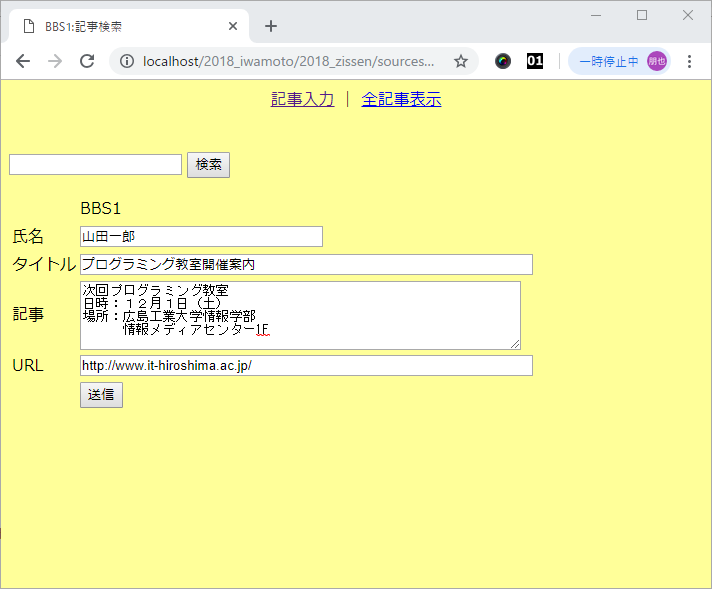 BBS1:記事検索
localhost/2018_iwamoto/2018_zissen/sources...
01
一時停止中
朋也
記事入力 | 全記事表示
検索
BBS1
氏名 山田一郎
タイトル プログラミング教室開催案内
記事 次回プログラミング教室
日時：１２月１日（土）
場所：広島工業大学情報学部
情報メディアセンター1F
URL http://www.it-hiroshima.ac.jp/
送信